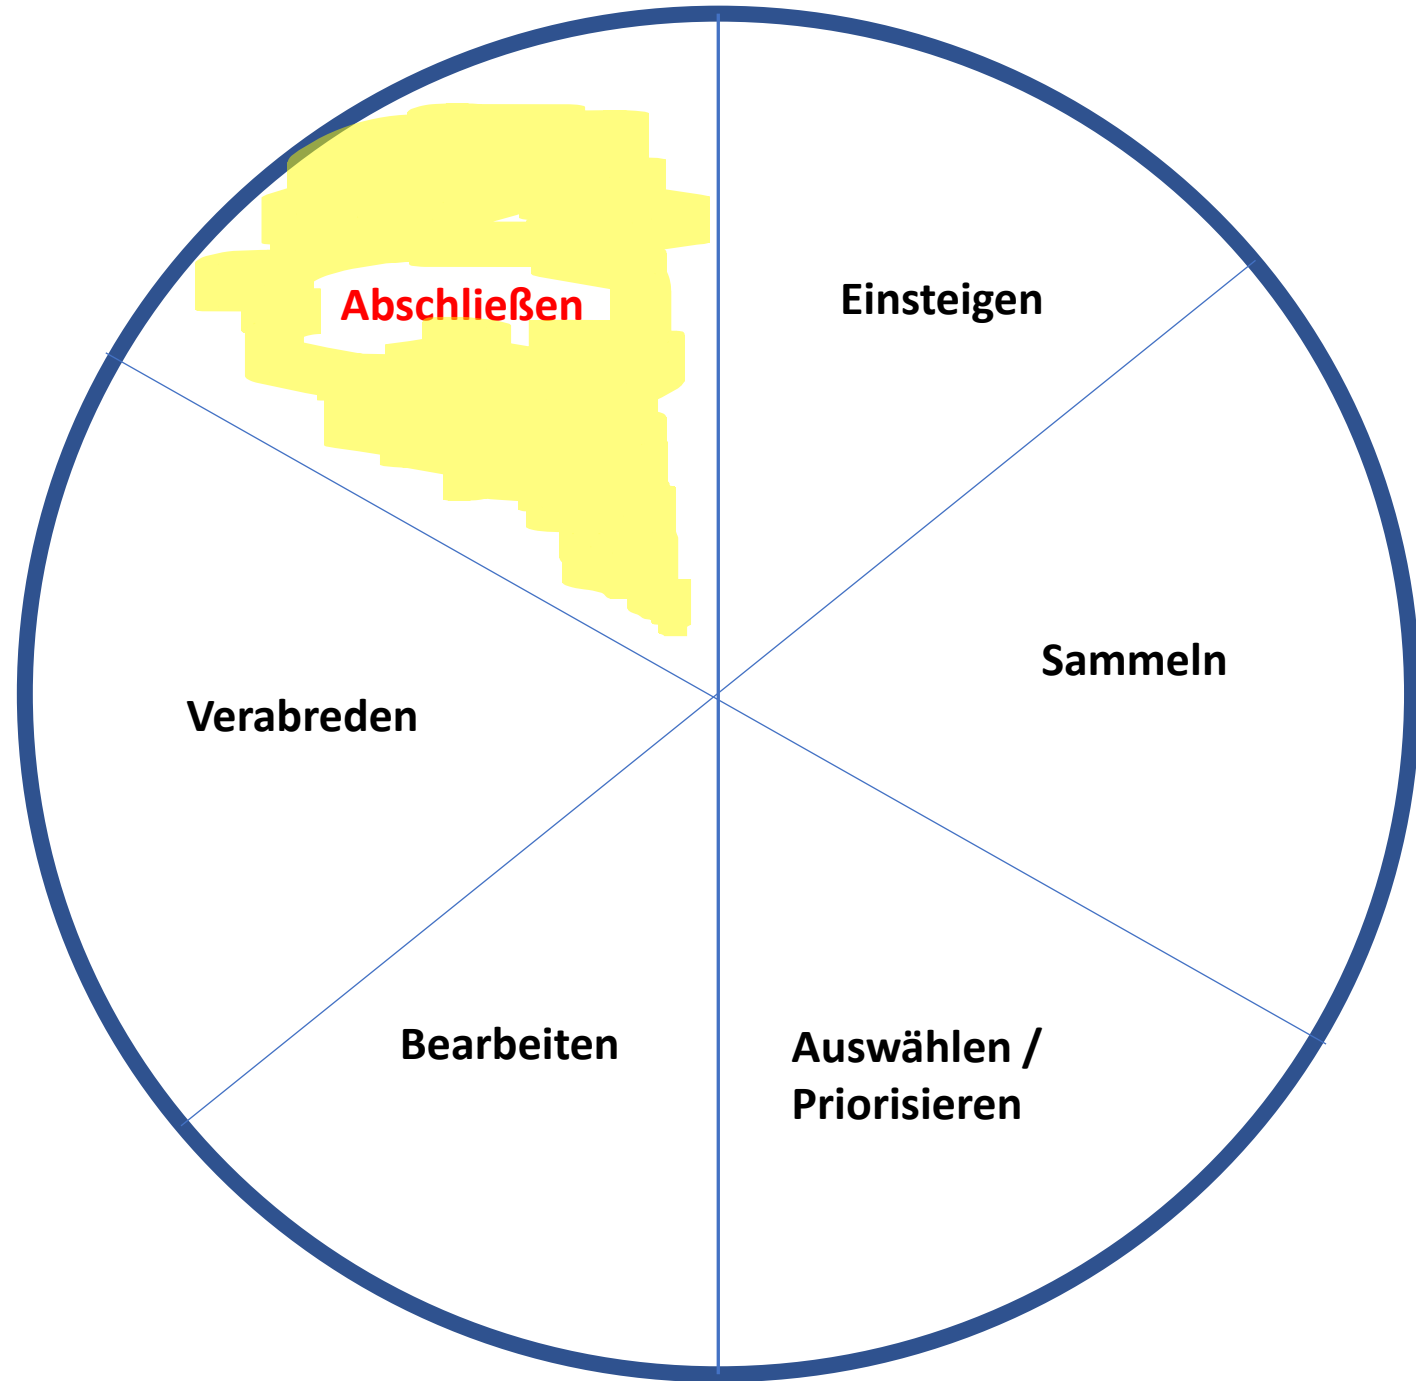 Abschließen
Einsteigen
Sammeln
Verabreden
Bearbeiten
Auswählen /
Priorisieren